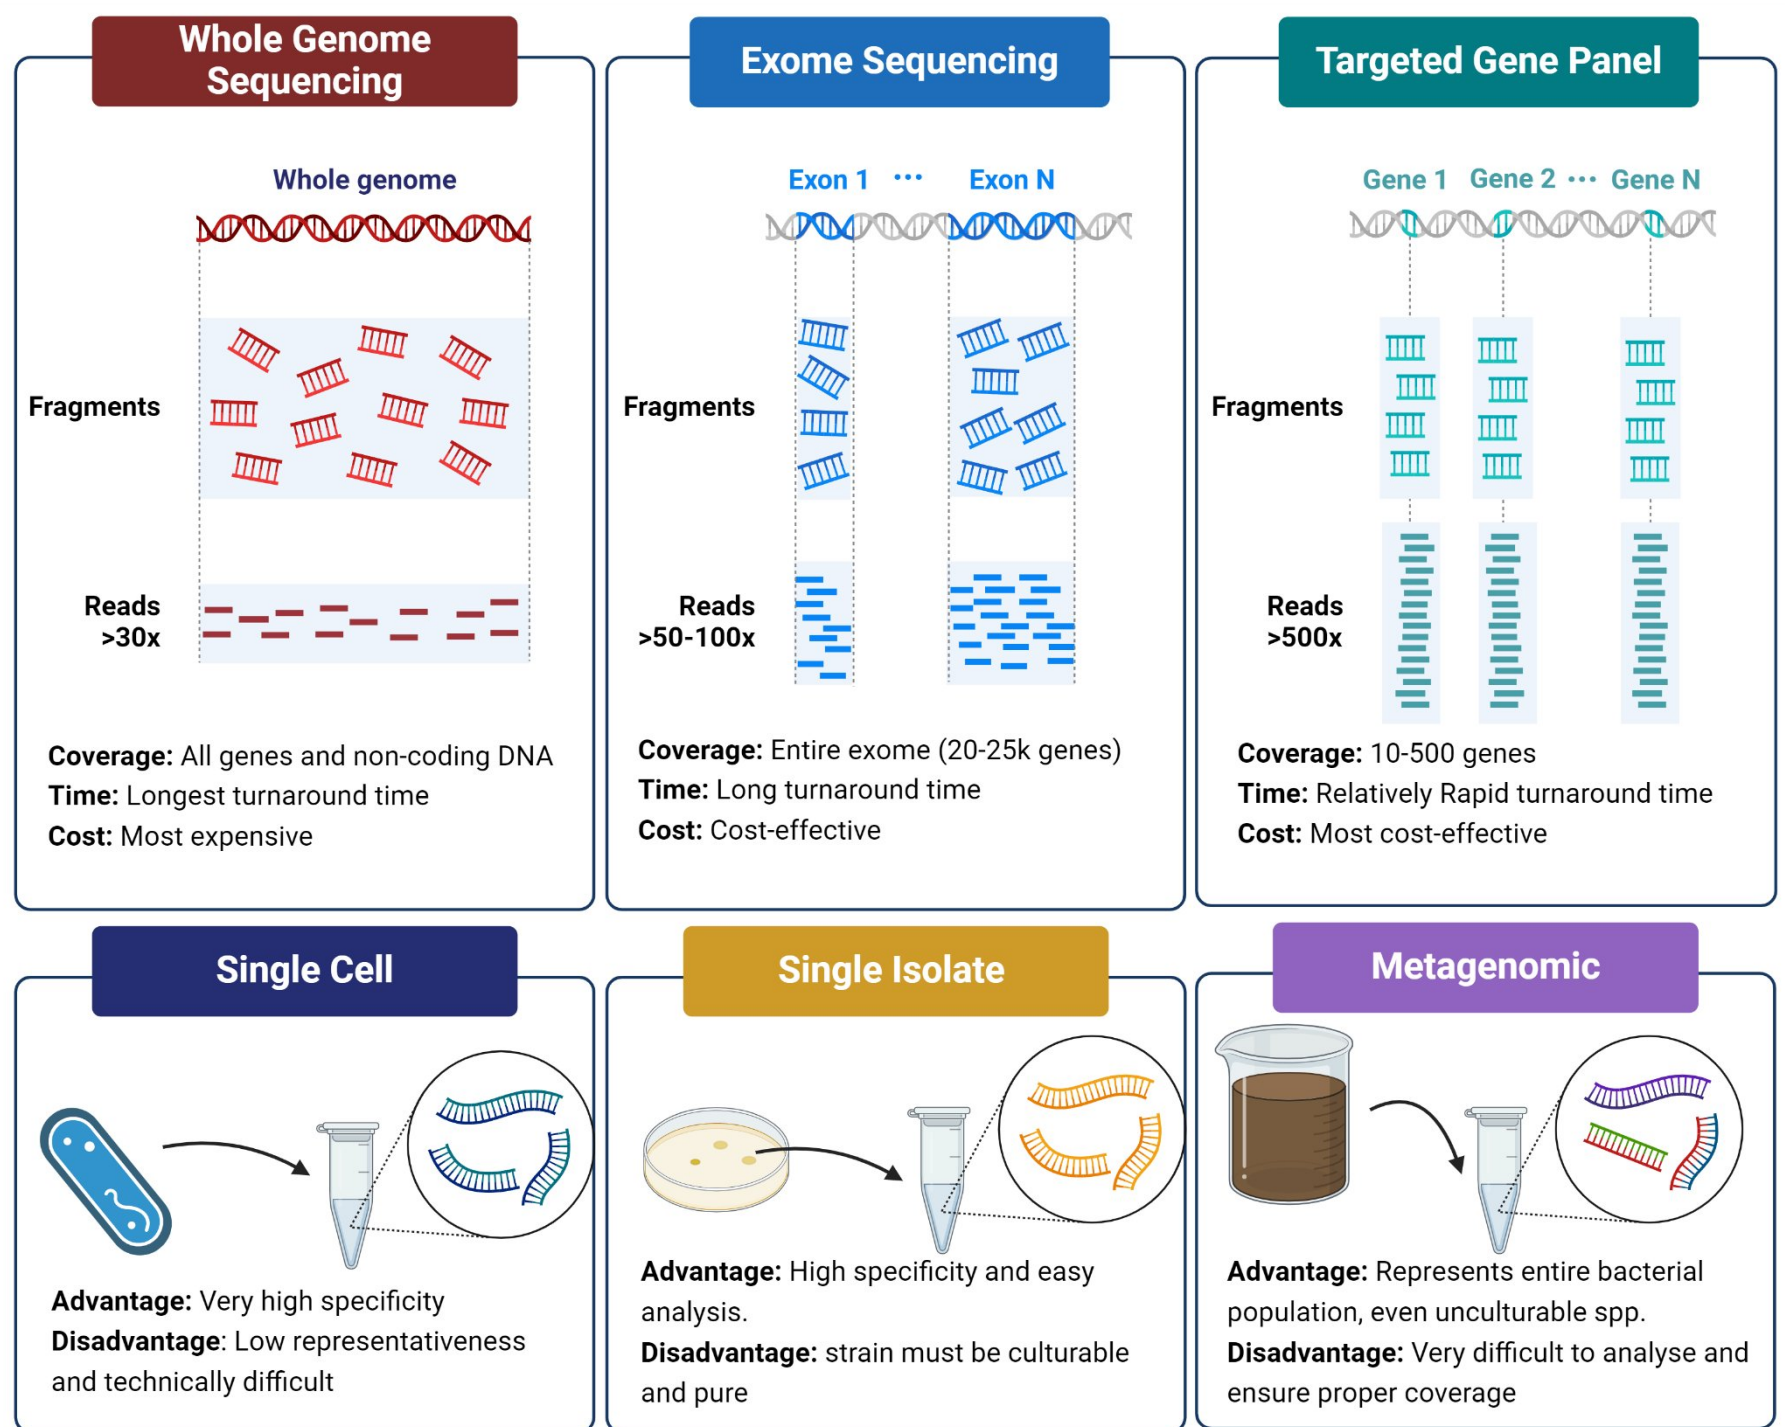 Whole Genome
Sequencing
Whole genome
Fragments
Reads
>30x
Coverage: All genes and non-coding DNA
Time: Longest turnaround time
Cost: Most expensive
Exome Sequencing
Exon 1 ... Exon N
Fragments
Reads
>50-100x
Coverage: Entire exome (20-25k genes)
Time: Long turnaround time
Cost: Cost-effective
Targeted Gene Panel
Gene 1 Gene 2 ... Gene N
Fragments
Reads
>500x
Coverage: 10-500 genes
Time: Relatively Rapid turnaround time
Cost: Most cost-effective
Single Cell
Advantage: Very high specificity
Disadvantage: Low representativeness
and technically difficult
Single Isolate
Advantage: High specificity and easy
analysis.
Disadvantage: strain must be culturable
and pure
Metagenomic
Advantage: Represents entire bacterial
population, even unculturable spp.
Disadvantage: Very difficult to analyse and
ensure proper coverage